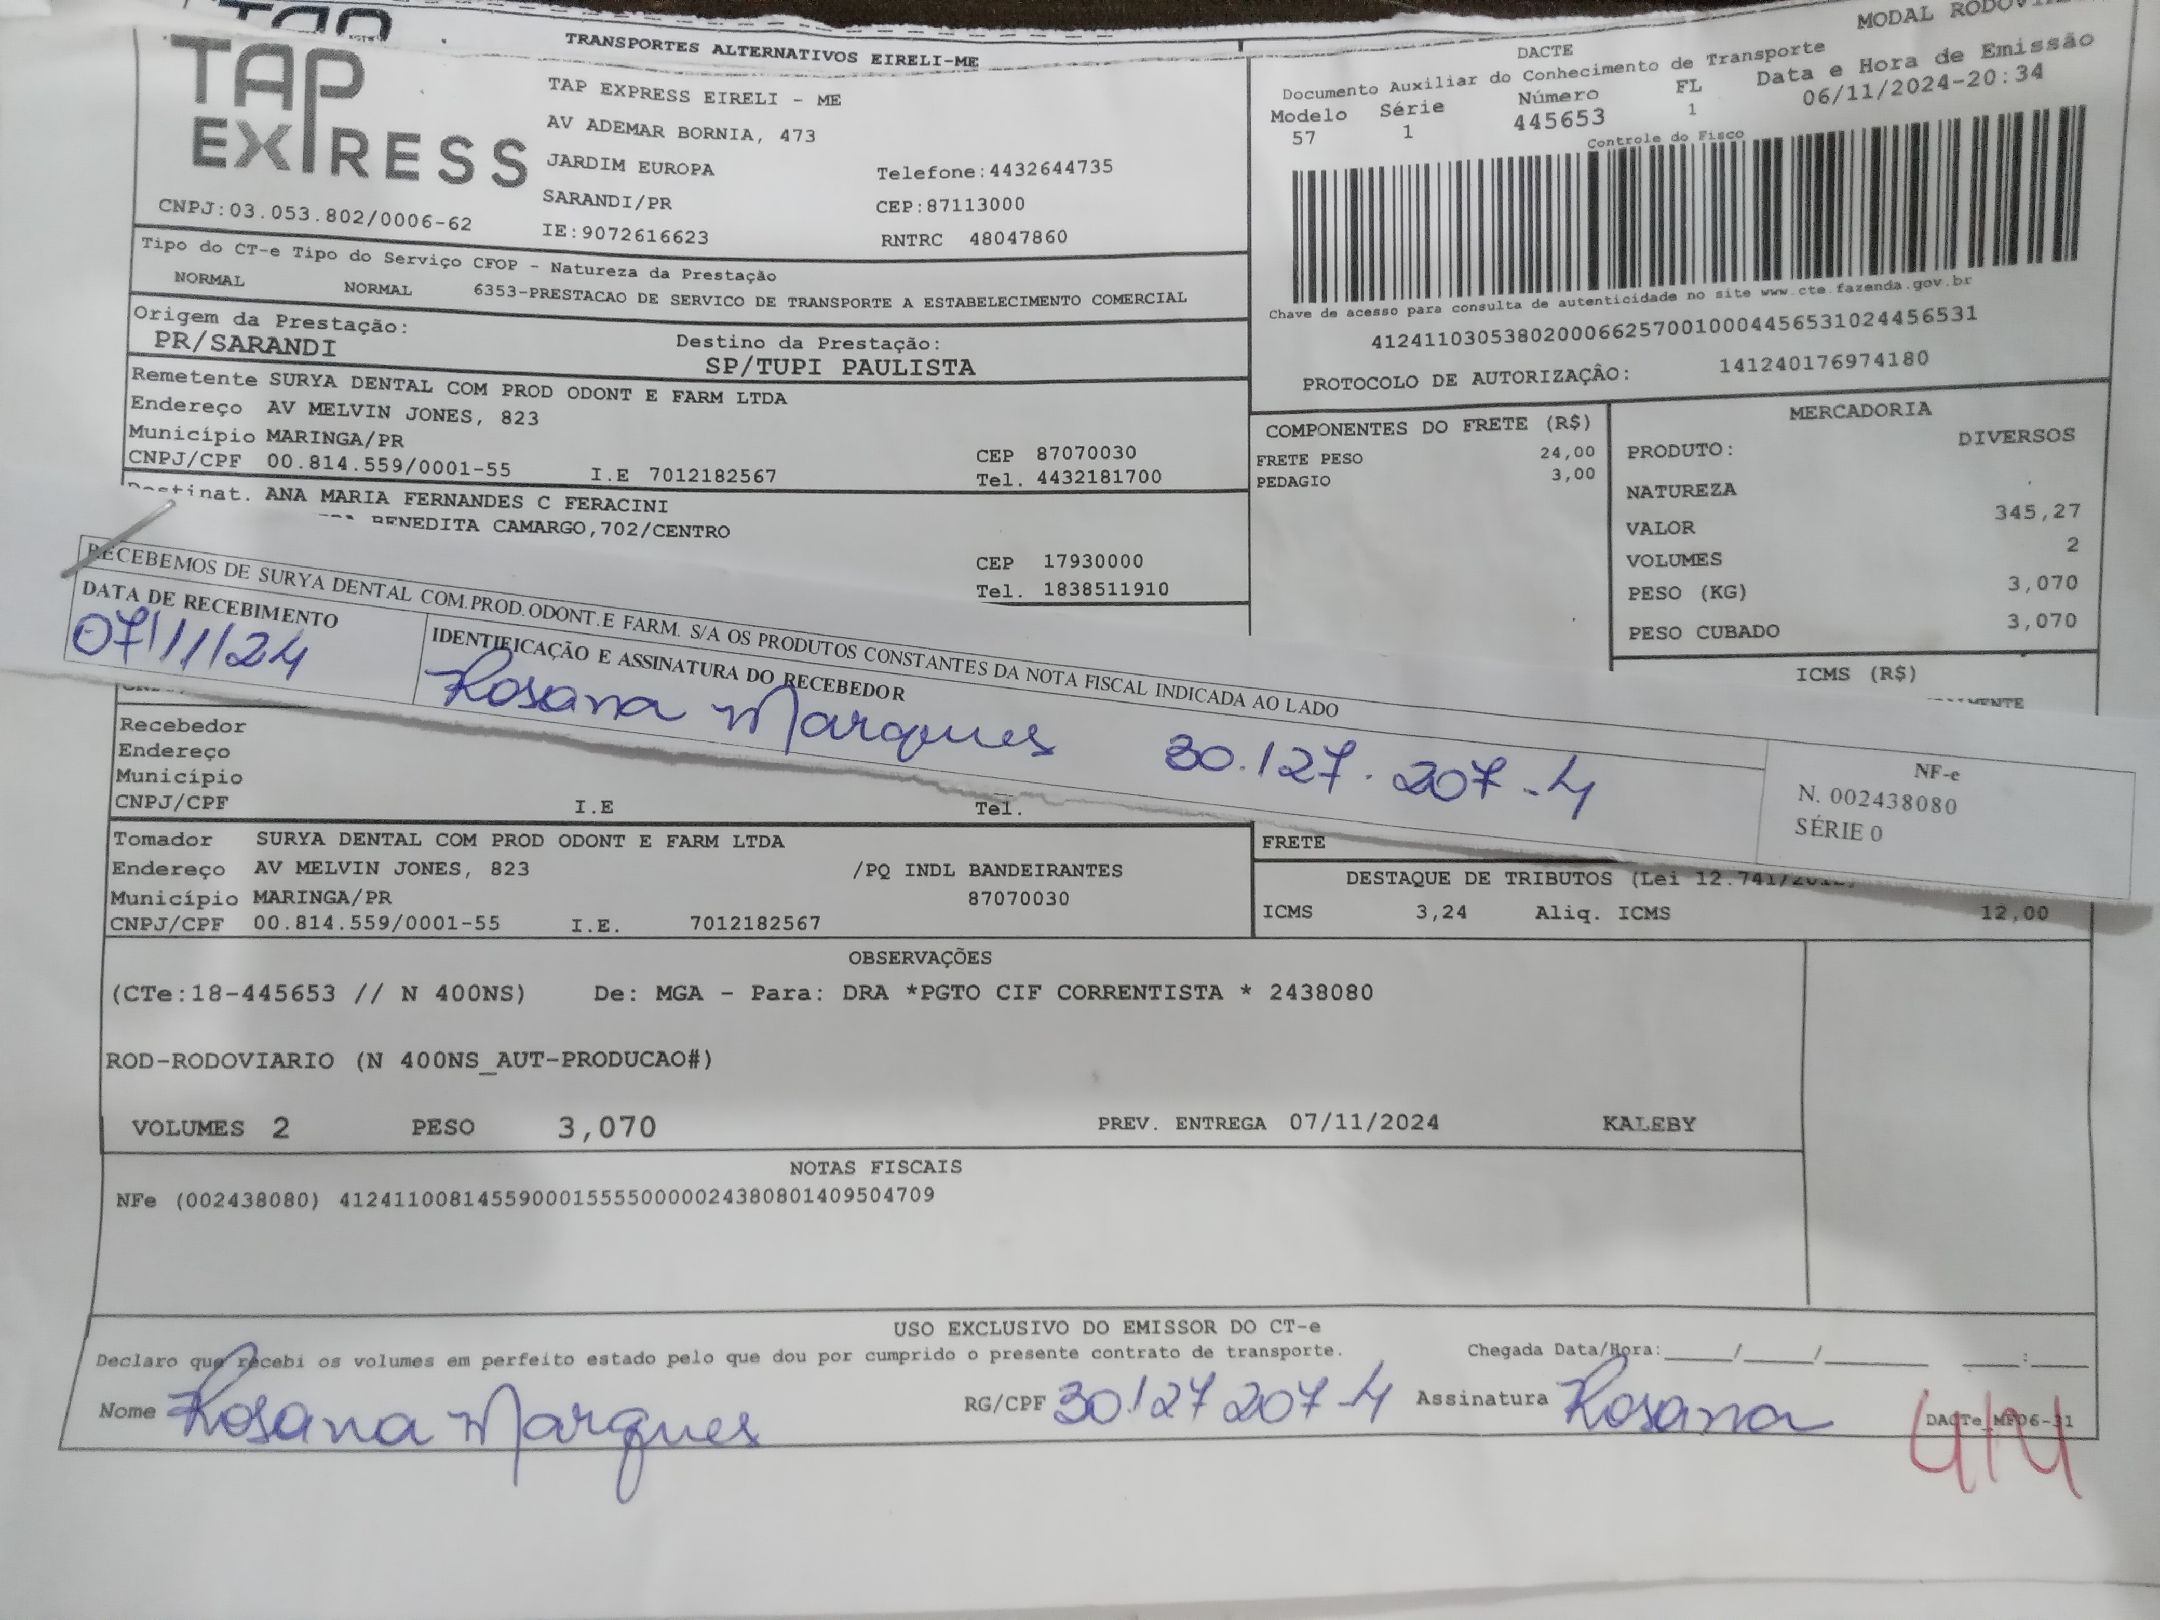 TAP EXPRESS
TRANSPORTES ALTERNATIVOS EIRELI-ME
TAP EXPRESS EIRELI - ME
AV ADEMAR BORNIA, 473
JARDIM EUROPA
Telefone:4432644735
SARANDI/PR
CEP:87113000
CNPJ:03.053.802/0006-62
IE:9072616623
RNTRC 48047860
MODAL
DACTE
Documento Auxiliar do Conhecimento de Transporte
Data e Hora de Emissão
Modelo Série Número FL
06/11/2024-20:34
57 1 445653 1
Controle do Fisco
Chave de acesso para consulta de autenticidade no site www.cte.fazenda.gov.br
41241103053802000662570010004456531024456531
PROTOCOLO DE AUTORIZAÇÂO: 141240176974180
Tipo do CT-e Tipo do Serviço CFOP - Natureza da Prestação
NORMAL NORMAL 6353-PRESTACAO DE SERVICO DE TRANSPORTE A ESTABELECIMENTO COMERCIAL
Origem da Prestação: Destino da Prestação:
PR/SARANDI SP/TUPI PAULISTA
Remetente SURYA DENTAL COM PROD ODONT E FARM LTDA
Endereço AV MELVIN JONES, 823
Município MARINGA/PR CEP 87070030
CNPJ/CPF 00.814.559/0001-55 I.E 7012182567 Tel. 4432181700
Destinat. ANA MARIA FERNANDES C FERACINI
BENEDITA CAMARGO,702/CENTRO
CEP 17930000
Tel. 1838511910
COMPONENTES DO FRETE (R$)
FRETE PESO 24,00
PEDAGIO 3,00
MERCADORIA
PRODUTO: DIVERSOS
NATUREZA
VALOR 345,27
VOLUMES 2
PESO (KG) 3,070
PESO CUBADO 3,070
ICMS (R$)
RECEBEMOS DE SURYA DENTAL COM.PROD.ODONT.E FARM. S/A OS PRODUTOS CONSTANTES DA NOTA FISCAL INDICADA AO LADO
DATA DE RECEBIMENTO
07/11/24
IDENTIFICAÇÃO E ASSINATURA DO RECEBEDOR
Rosana Marques 30.127.207-4
NF-e
N. 002438080
SÉRIE 0
Recebedor
Endereço
Município
CNPJ/CPF I.E Tel.
Tomador SURYA DENTAL COM PROD ODONT E FARM LTDA
Endereço AV MELVIN JONES, 823 /PQ INDL BANDEIRANTES
Município MARINGA/PR 87070030
CNPJ/CPF 00.814.559/0001-55 I.E. 7012182567
FRETE
DESTAQUE DE TRIBUTOS (Lei 12.741/2012)
ICMS 3,24 Aliq. ICMS 12,00
OBSERVAÇÕES
(CTe:18-445653 // N 400NS) De: MGA - Para: DRA *PGTO CIF CORRENTISTA * 2438080
ROD-RODOVIARIO (N 400NS_AUT-PRODUCAO#)
VOLUMES 2 PESO 3,070 PREV. ENTREGA 07/11/2024 KALEBY
NOTAS FISCAIS
NFe (002438080) 41241100814559000155550000024380801409504709
USO EXCLUSIVO DO EMISSOR DO CT-e
Declaro que recebi os volumes em perfeito estado pelo que dou por cumprido o presente contrato de transporte. Chegada Data/Hora:____/____/______ ___:___
Nome Rosana Marques RG/CPF 30.127 207-4 Assinatura Rosana